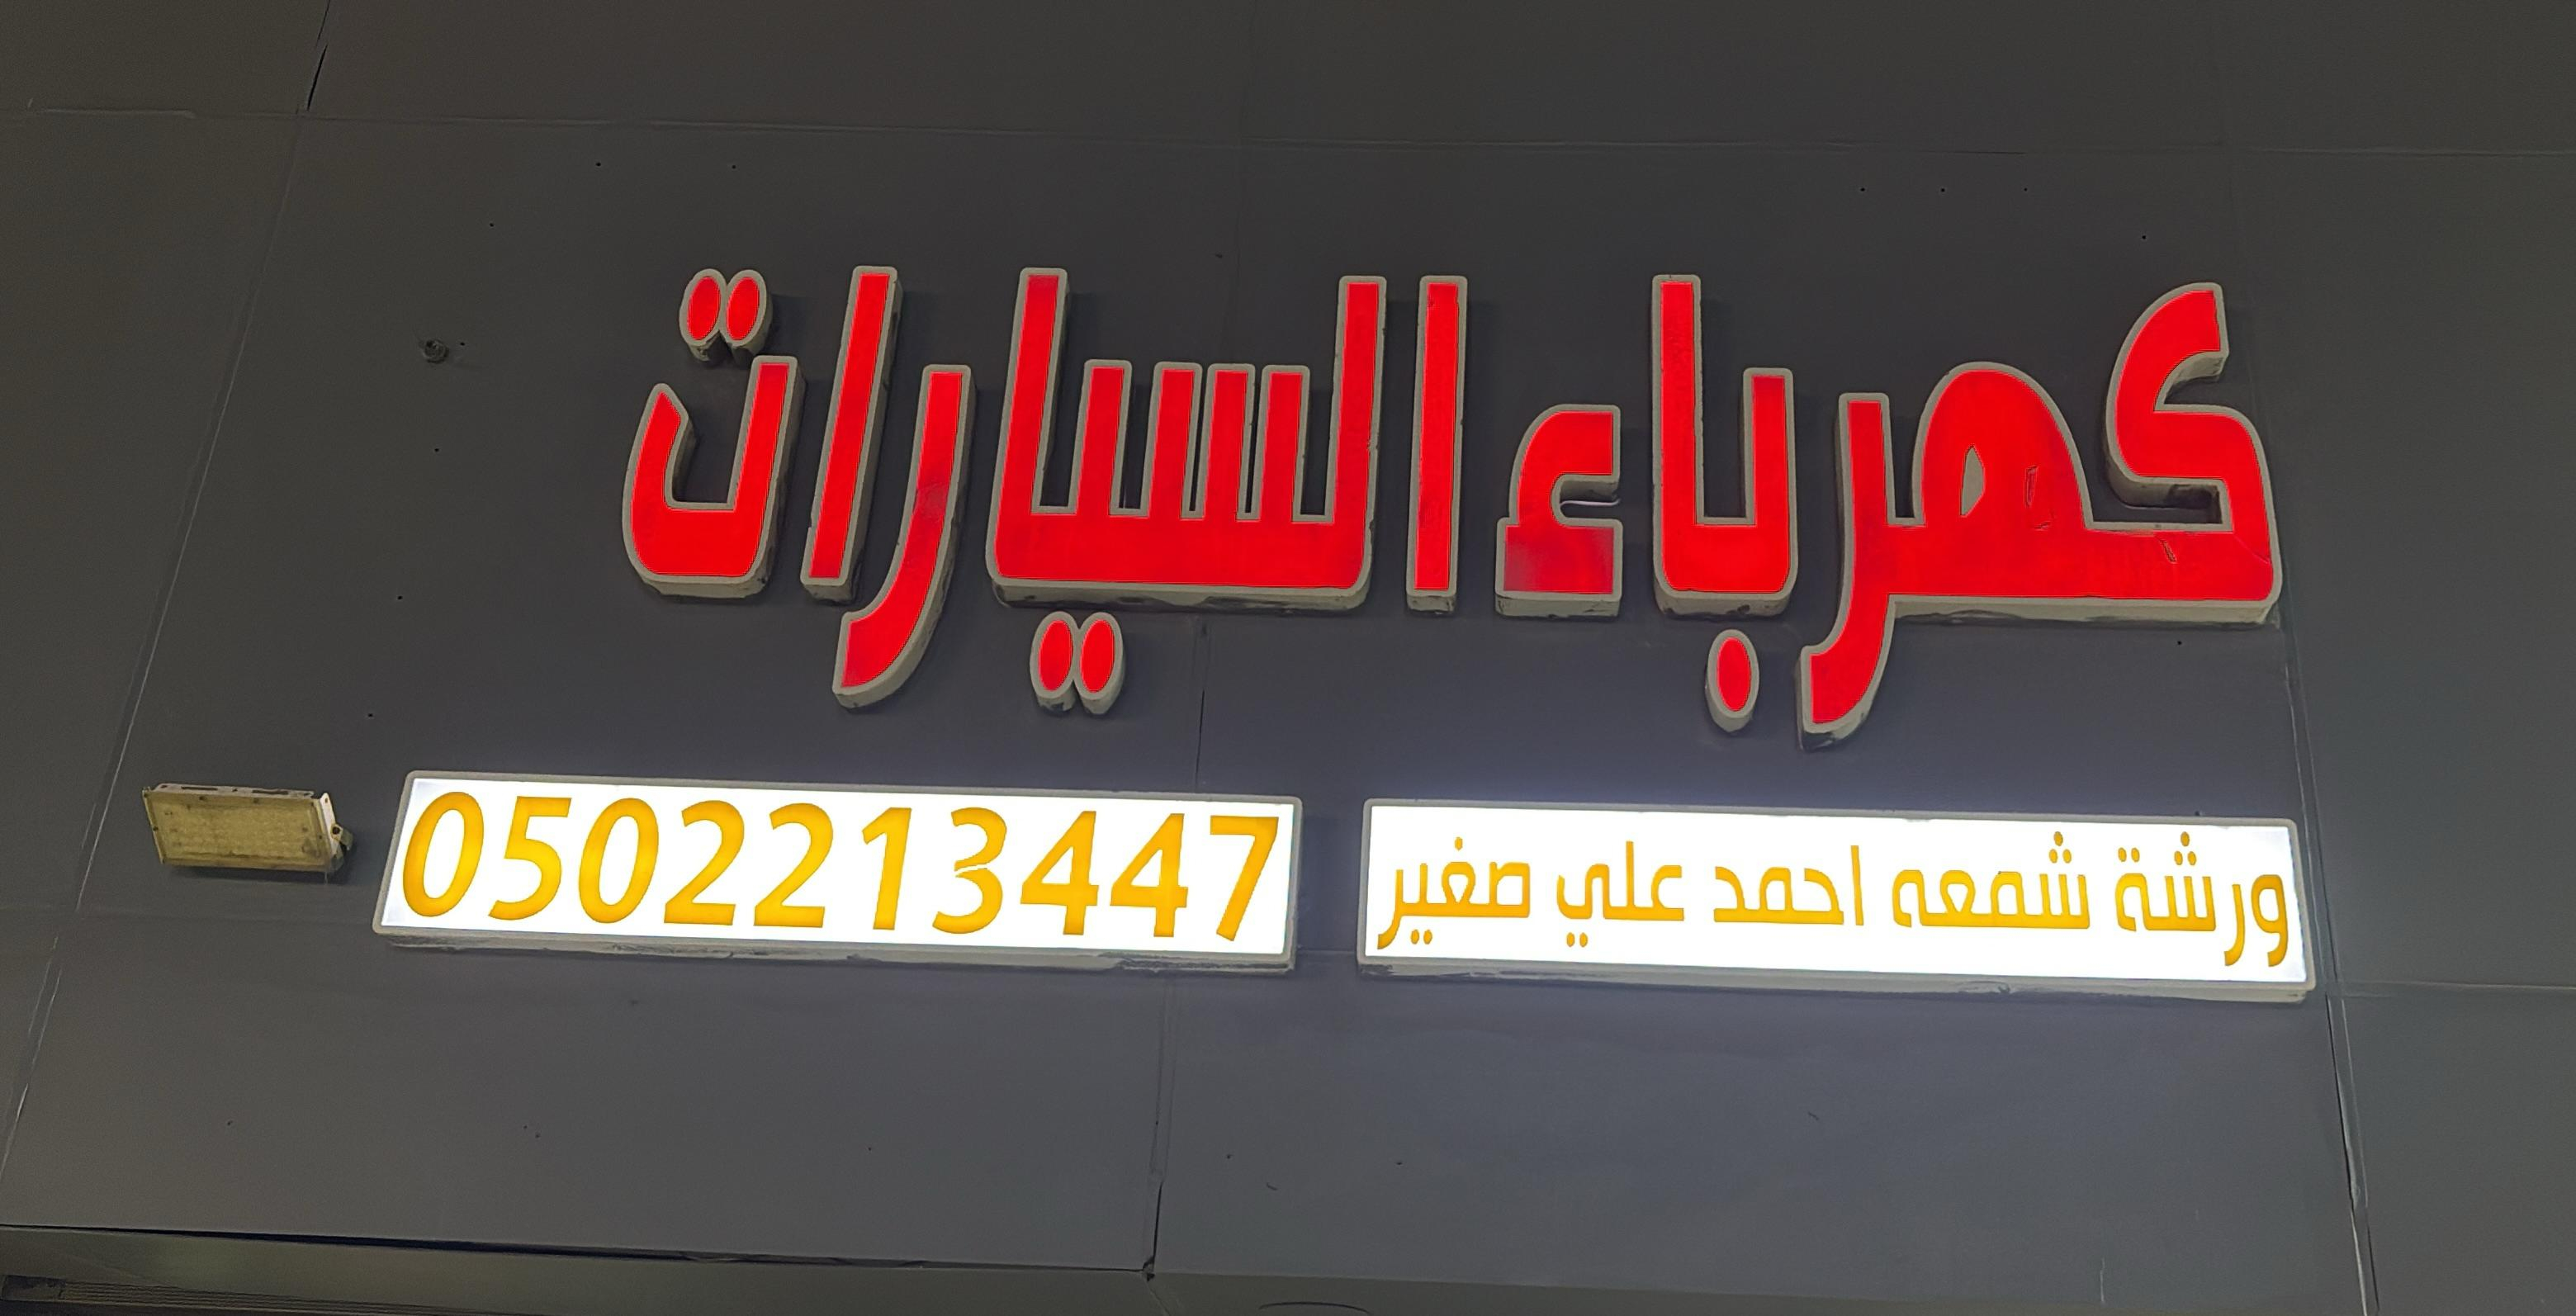 كهرباء السيارات
ورشة شمعه احمد علي صغير
0502213447